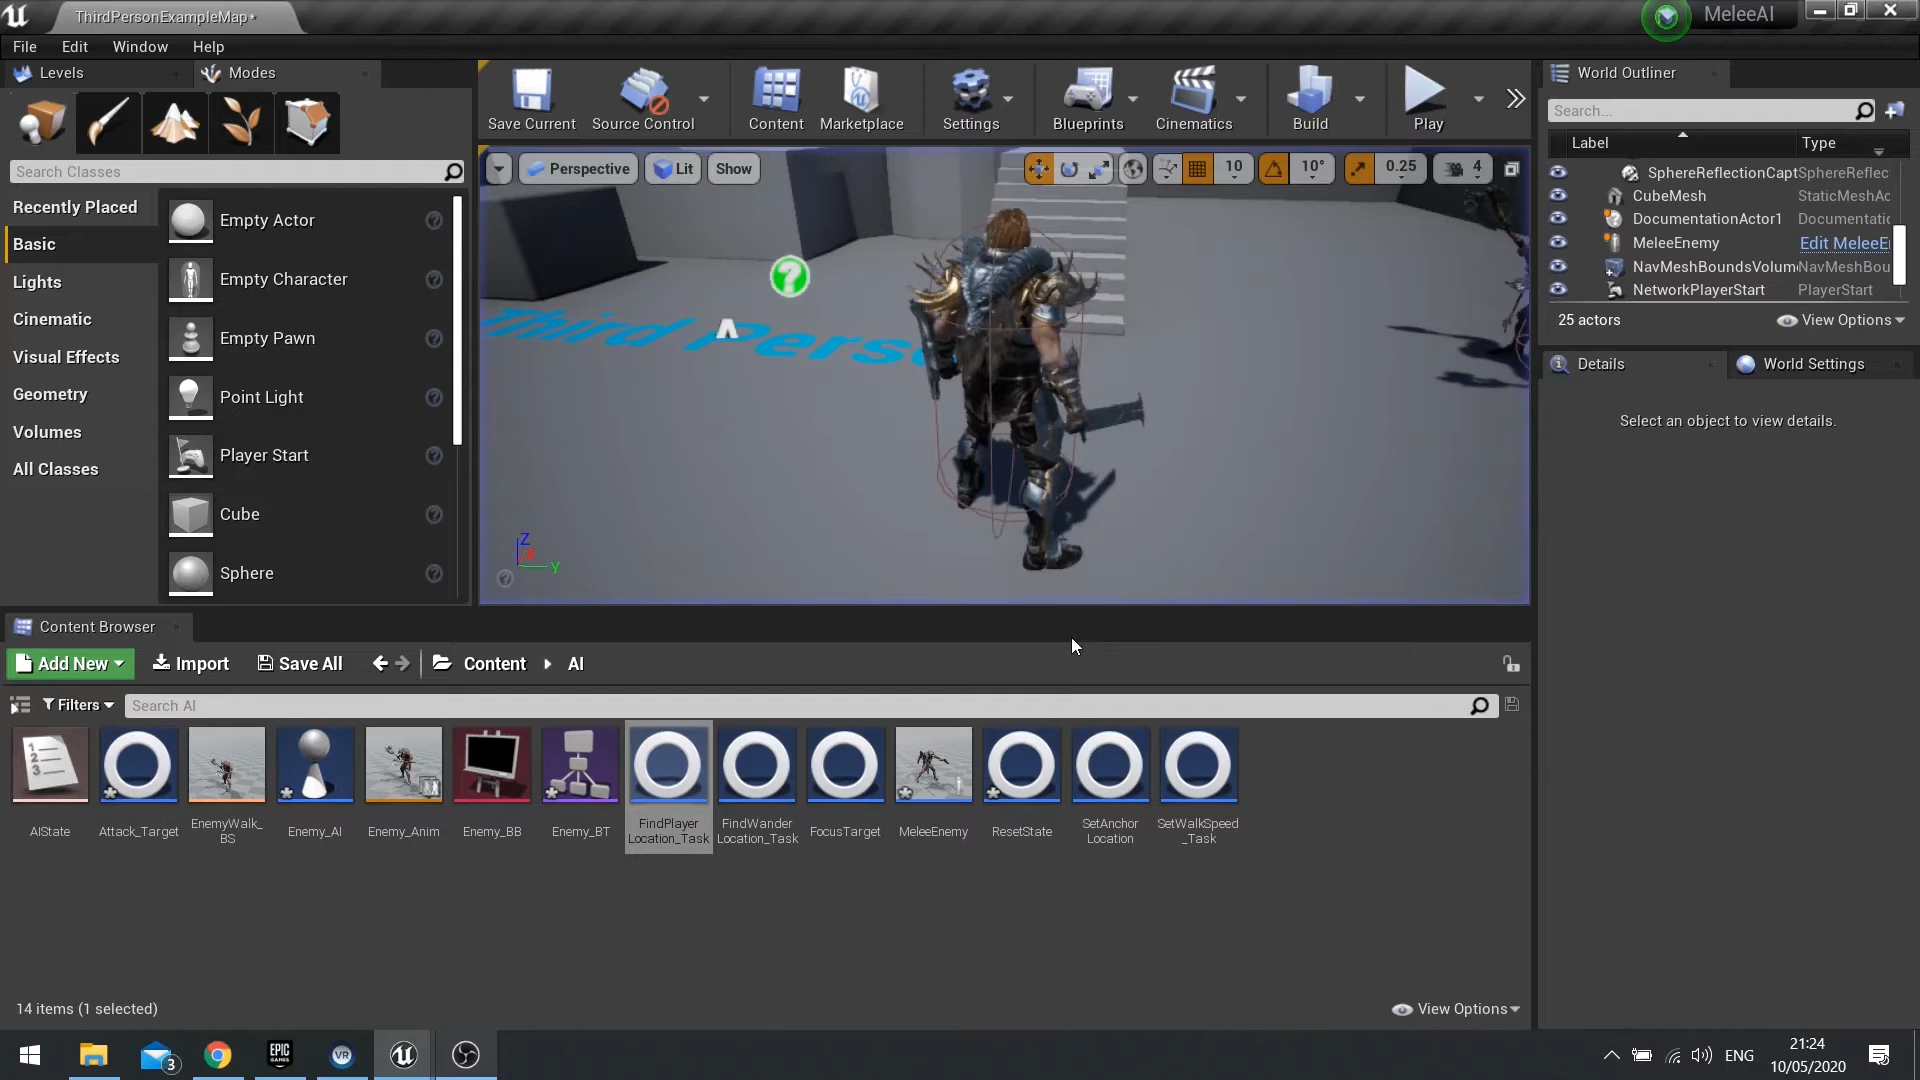 ThirdPersonExampleMap*
MeleeAI
File Edit Window Help
Levels
Modes
Search Classes
Recently Placed
Basic
Lights
Cinematic
Visual Effects
Geometry
Volumes
All Classes
Empty Actor
Empty Character
Empty Pawn
Point Light
Player Start
Cube
Sphere
Save Current
Source Control
Content
Marketplace
Settings
Blueprints
Cinematics
Build
Play
Perspective
Lit
Show
10
10°
0.25
4
Third Perso
Z
X
Y
World Outliner
Search...
Label Type
SphereReflectionCapt SphereReflec
CubeMesh StaticMeshAc
DocumentationActor1 Documentatic
MeleeEnemy Edit MeleeE
NavMeshBoundsVolum NavMeshBou
NetworkPlayerStart PlayerStart
25 actors
View Options
Details
World Settings
Select an object to view details.
Content Browser
Add New
Import
Save All
Content
AI
Filters
Search AI
AIState
Attack_Target
EnemyWalk_
BS
Enemy_AI
Enemy_Anim
Enemy_BB
Enemy_BT
FindPlayer
Location_Task
FindWander
Location_Task
FocusTarget
MeleeEnemy
ResetState
SetAnchor
Location
SetWalkSpeed
_Task
14 items (1 selected)
View Options
3
EPIC
GAMES
VR
ENG
21:24
10/05/2020